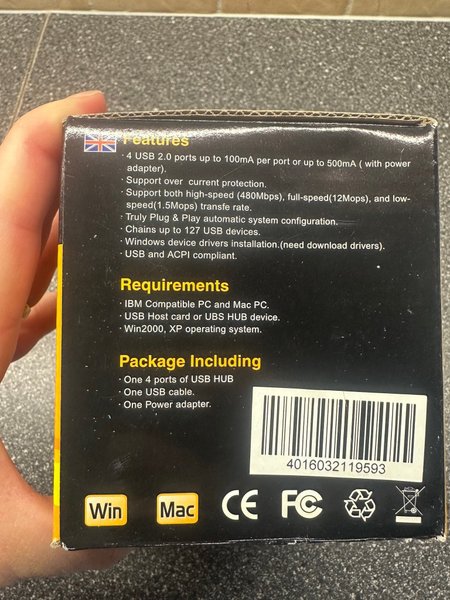 Features
· 4 USB 2.0 ports up to 100mA per port or up to 500mA ( with power
adapter).
· Support over current protection.
· Support both high-speed (480Mbps), full-speed(12Mops), and low-
speed(1.5Mops) transfe rate.
· Truly Plug & Play automatic system configuration.
· Chains up to 127 USB devices.
· Windows device drivers installation.(need download drivers).
· USB and ACPI compliant.
Requirements
· IBM Compatible PC and Mac PC.
· USB Host card or UBS HUB device.
· Win2000, XP operating system.
Package Including
· One 4 ports of USB HUB
· One USB cable.
· One Power adapter.
4016032119593
Win Mac CE FC